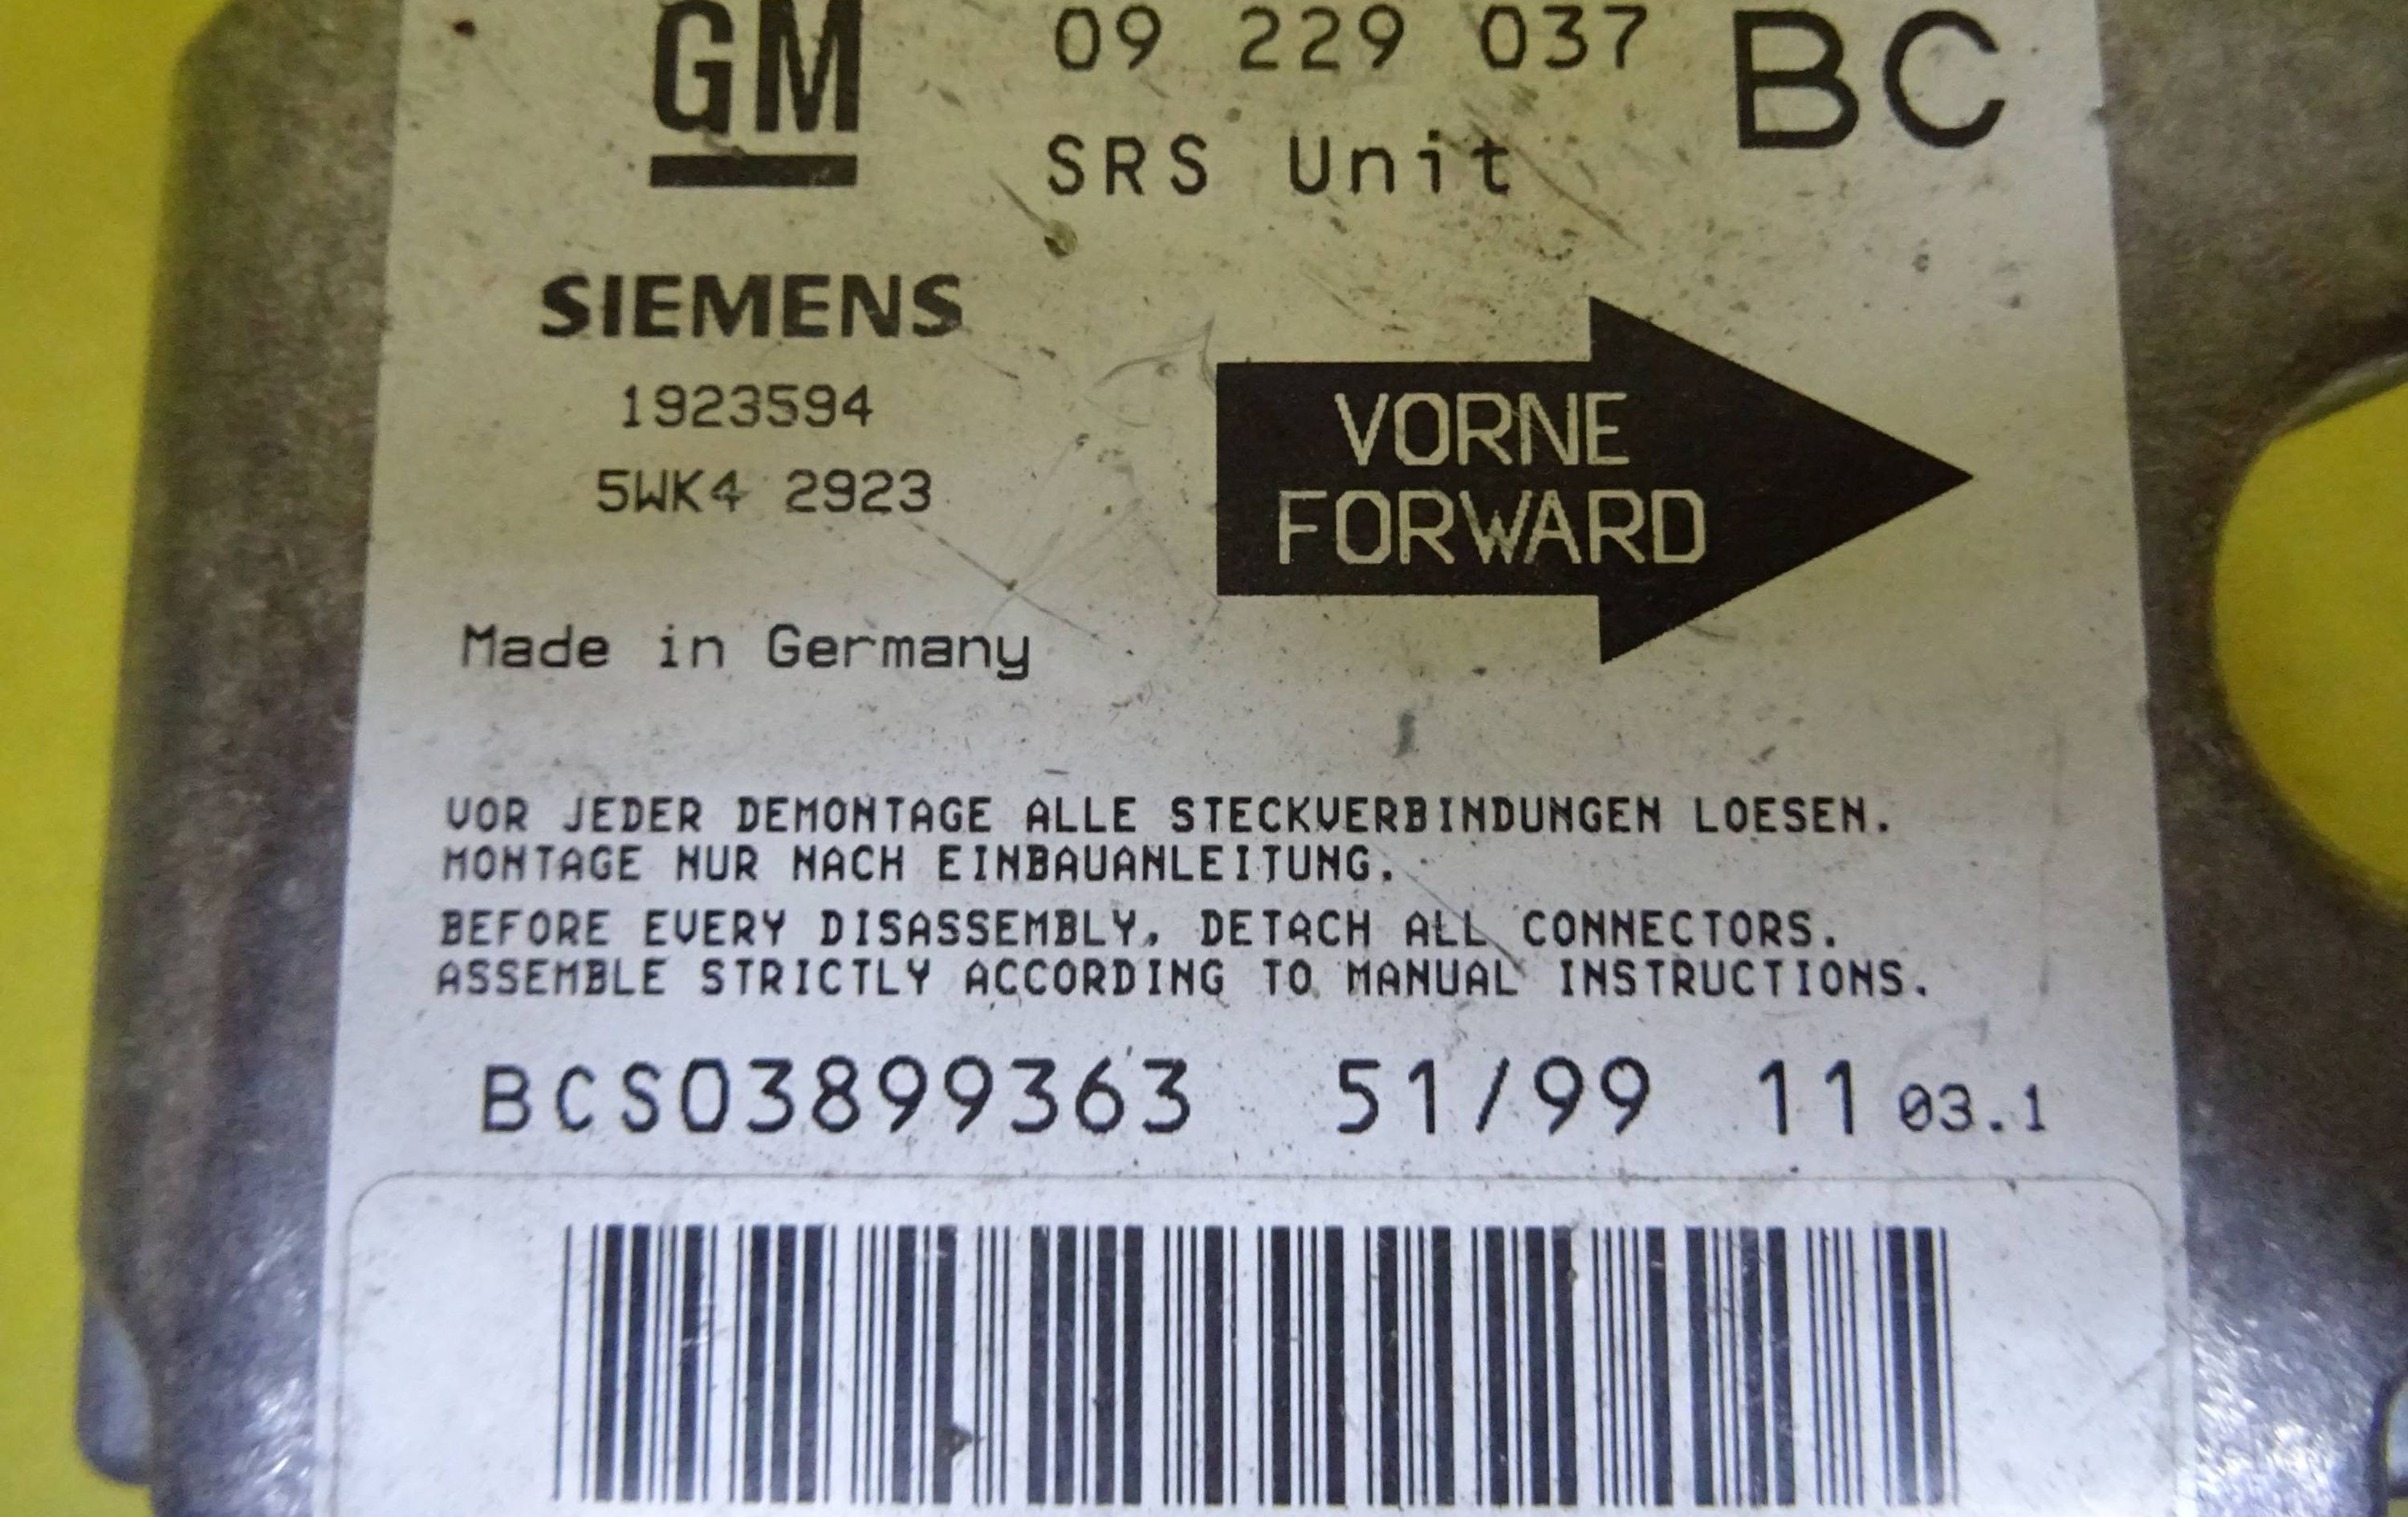 GM 09 229 037 BC
SRS Unit
SIEMENS
1923594
5WK4 2923
VORNE
FORWARD
Made in Germany
VOR JEDER DEMONTAGE ALLE STECKVERBINDUNGEN LOESEN.
MONTAGE NUR NACH EINBAUANLEITUNG.
BEFORE EVERY DISASSEMBLY, DETACH ALL CONNECTORS.
ASSEMBLE STRICTLY ACCORDING TO MANUAL INSTRUCTIONS.
BCS03899363 51/99 11 03.1